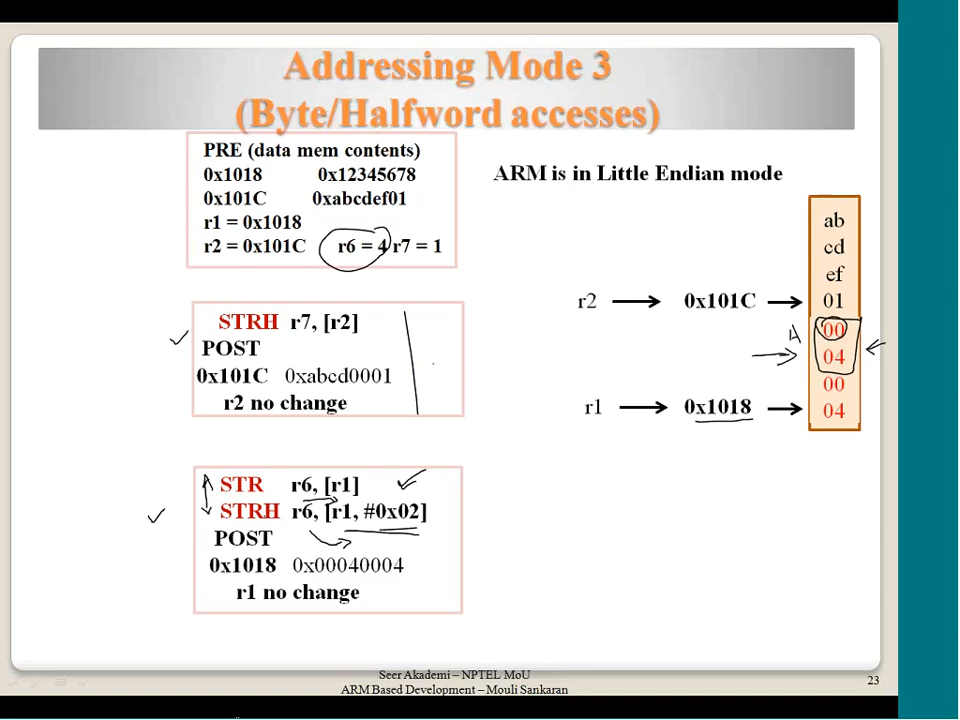 Addressing Mode 3
(Byte/Halfword accesses)
PRE (data mem contents)
0x1018 0x12345678
0x101C 0xabcdef01
r1 = 0x1018
r2 = 0x101C r6 = 4 r7 = 1
ARM is in Little Endian mode
STRH r7, [r2]
POST
0x101C 0xabcd0001
r2 no change
STR r6, [r1]
STRH r6, [r1, #0x02]
POST
0x1018 0x00040004
r1 no change
ab
cd
ef
r2 0x101C 01
00
04
00
r1 0x1018 04
Seer Akademi – NPTEL MoU
ARM Based Development – Mouli Sankaran
23